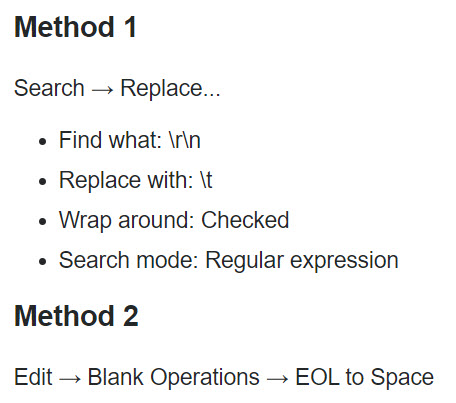 Method 1
Search → Replace...
• Find what: \r\n
• Replace with: \t
• Wrap around: Checked
• Search mode: Regular expression
Method 2
Edit → Blank Operations → EOL to Space